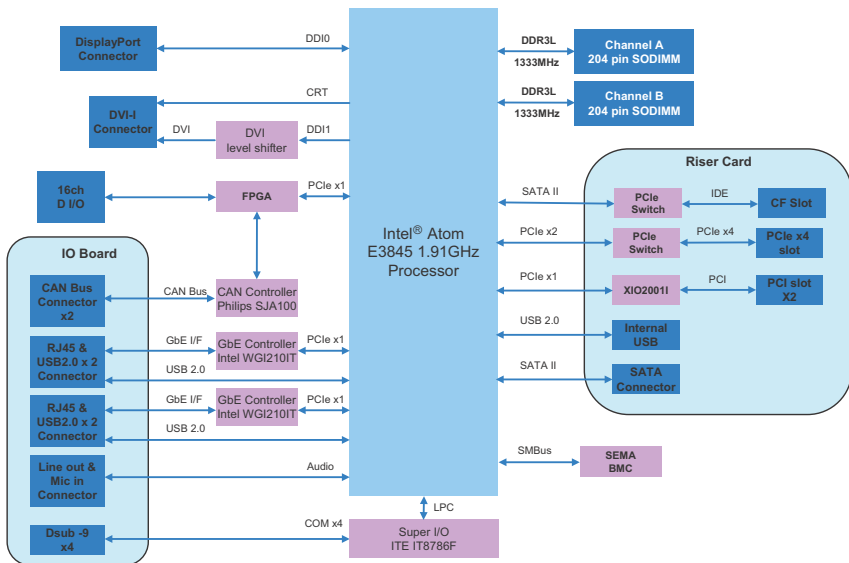 DisplayPort
Connector
DDI0
DVI-I
Connector
CRT
DVI
DVI
level shifter
DDI1
16ch
D I/O
FPGA
PCIe x1
IO Board
CAN Bus
Connector
x2
CAN Bus
CAN Controller
Philips SJA100
RJ45 &
USB2.0 x 2
Connector
GbE I/F
GbE Controller
Intel WGI210IT
PCIe x1
USB 2.0
RJ45 &
USB2.0 x 2
Connector
GbE I/F
GbE Controller
Intel WGI210IT
PCIe x1
USB 2.0
Line out &
Mic in
Connector
Audio
Dsub -9
x4
COM x4
Intel® Atom
E3845 1.91GHz
Processor
LPC
Super I/O
ITE IT8786F
DDR3L
1333MHz
Channel A
204 pin SODIMM
DDR3L
1333MHz
Channel B
204 pin SODIMM
Riser Card
SATA II
PCIe
Switch
IDE
CF Slot
PCIe x2
PCIe
Switch
PCIe x4
PCIe x4
slot
PCIe x1
XIO2001I
PCI
PCI slot
X2
USB 2.0
Internal
USB
SATA II
SATA
Connector
SMBus
SEMA
BMC